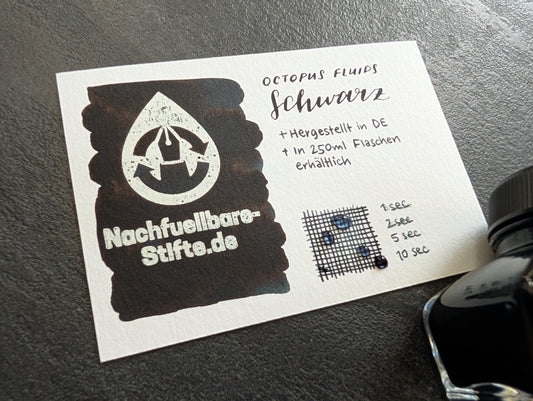 OCTOPUS FLUIDS
Schwarz
+ Hergestellt in DE
+ In 250ml Flaschen
erhältlich
Nachfuellbare-
Stifte.de
1 sec
2 sec
5 sec
10 sec